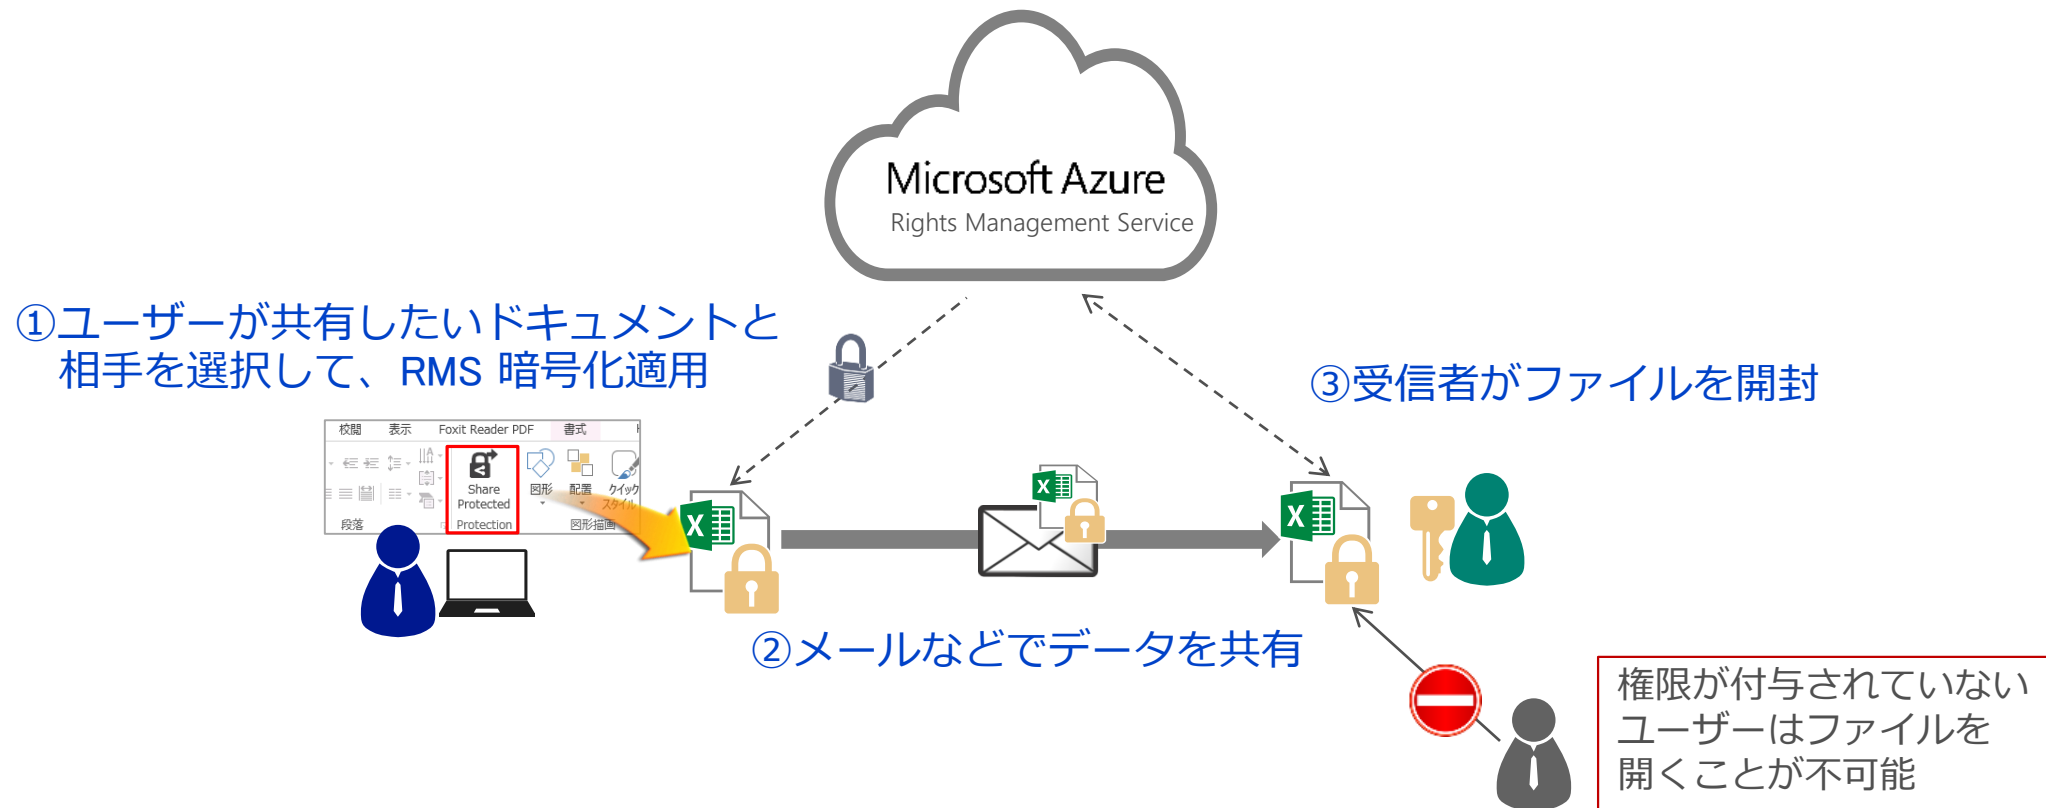 Microsoft Azure
Rights Management Service
①ユーザーが共有したいドキュメントと
相手を選択して、RMS 暗号化適用
③受信者がファイルを開封
校閲 表示 Foxit Reader PDF 書式
Share
Protected
図形 配置 クイック
スタイル
段落 Protection 図形描画
②メールなどでデータを共有
権限が付与されていない
ユーザーはファイルを
開くことが不可能